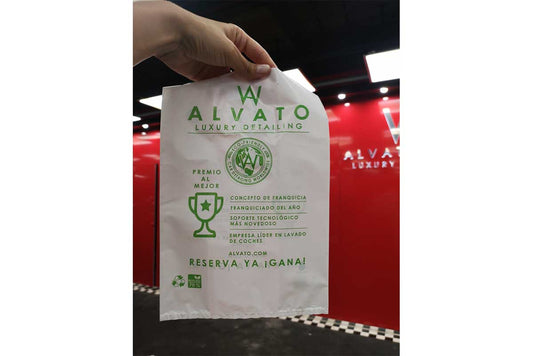 ALVATO
LUXURY DETAILING
PREMIO
AL
MEJOR
CONCEPTO DE FRANQUICIA
FRANQUICIADO DEL AÑO
SOPORTE TECNOLÓGICO
MÁS NOVEDOSO
EMPRESA LÍDER EN LAVADO
DE COCHES
ALVATO.COM
RESERVA YA ¡GANA!
ALVATO
LUXURY